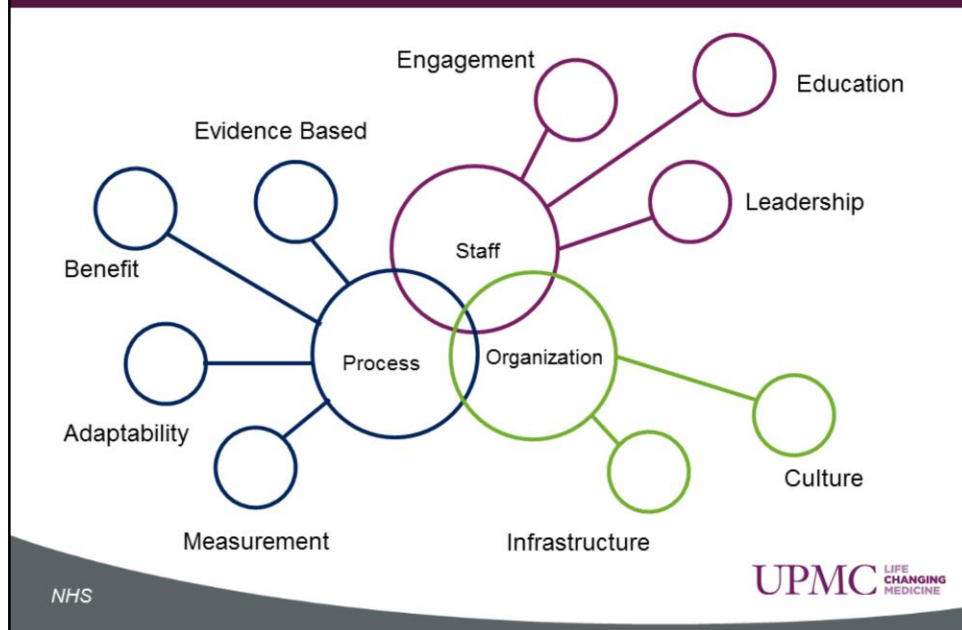 Engagement
Education
Evidence Based
Leadership
Staff
Benefit
Process
Organization
Adaptability
Culture
Measurement
Infrastructure
NHS
UPMC
LIFE
CHANGING
MEDICINE